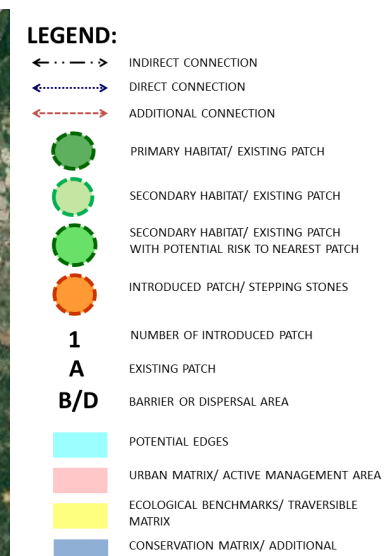 LEGEND:
INDIRECT CONNECTION
DIRECT CONNECTION
ADDITIONAL CONNECTION
PRIMARY HABITAT/ EXISTING PATCH
SECONDARY HABITAT/ EXISTING PATCH
SECONDARY HABITAT/ EXISTING PATCH
WITH POTENTIAL RISK TO NEAREST PATCH
INTRODUCED PATCH/ STEPPING STONES
1 NUMBER OF INTRODUCED PATCH
A EXISTING PATCH
B/D BARRIER OR DISPERSAL AREA
POTENTIAL EDGES
URBAN MATRIX/ ACTIVE MANAGEMENT AREA
ECOLOGICAL BENCHMARKS/ TRAVERSIBLE
MATRIX
CONSERVATION MATRIX/ ADDITIONAL